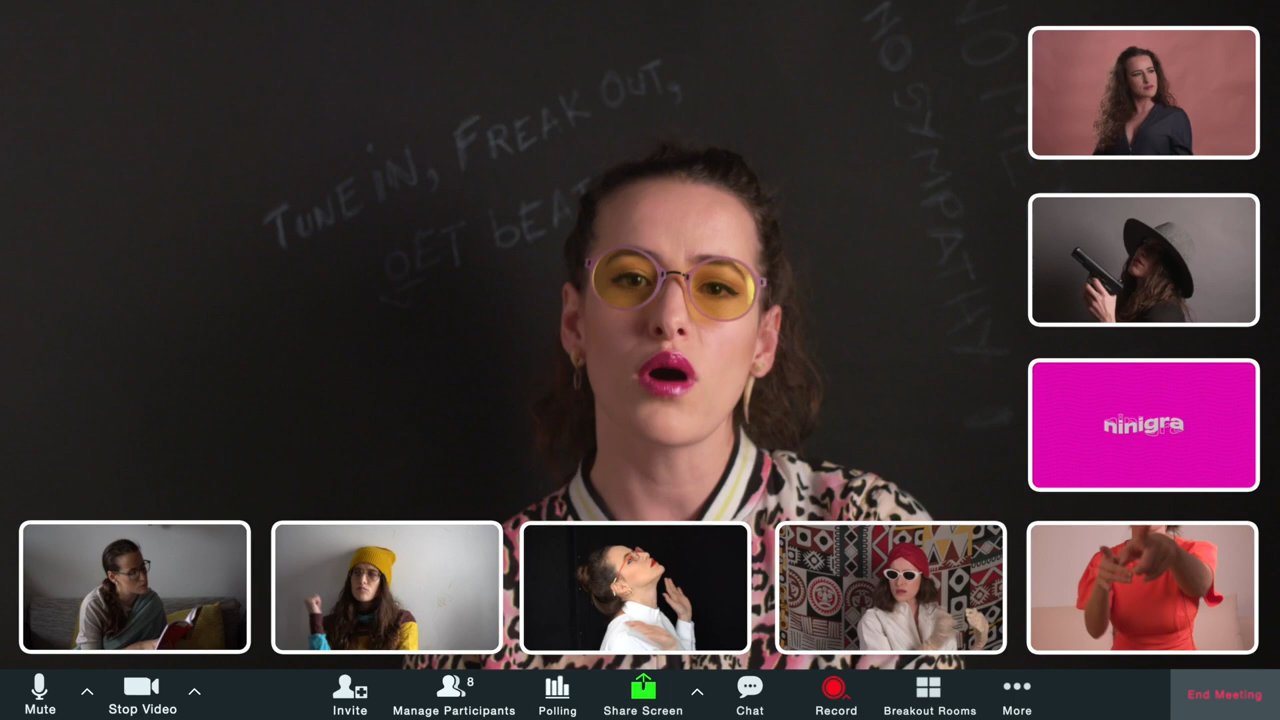 TUNE IN, FREAK OUT,
GET bEAT
NO SYMPATHY
ninigra
8
Mute
Stop Video
Invite
Manage Participants
Polling
Share Screen
Chat
Record
Breakout Rooms
More
End Meeting